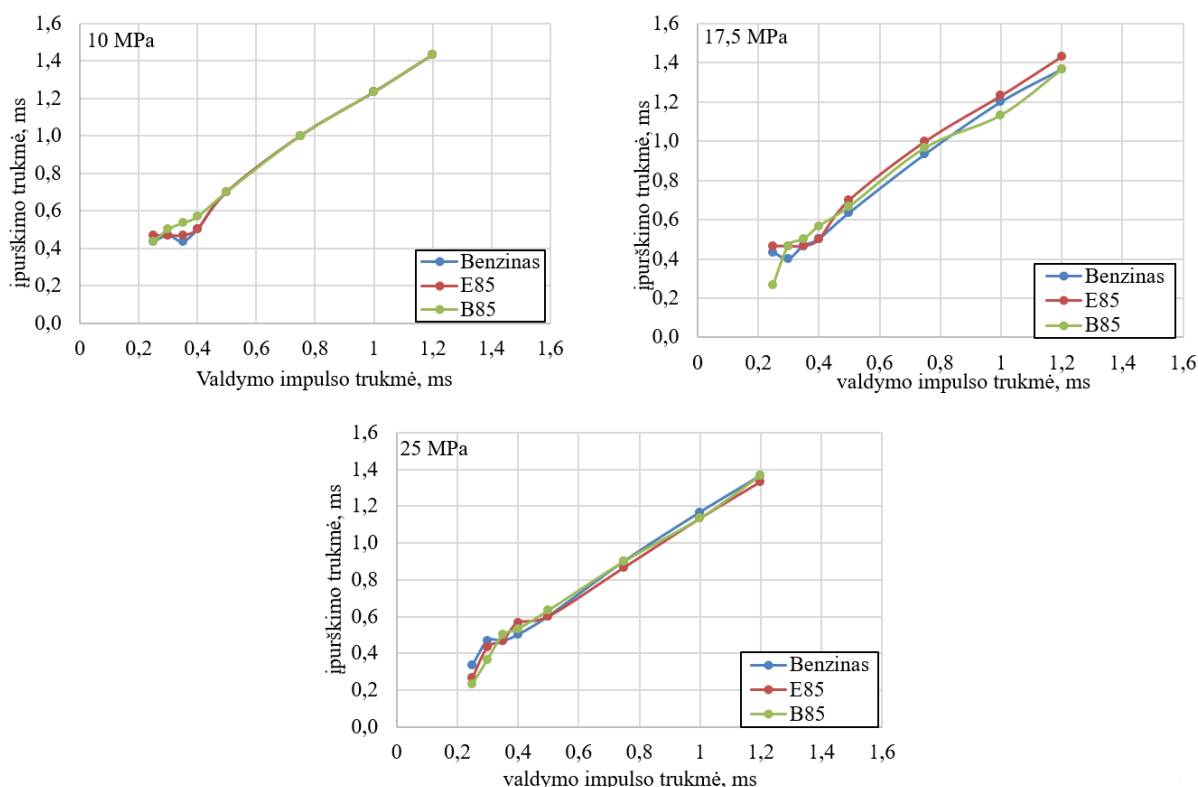 10 MPa
1,6
1,4
1,2
1,0
0,8
0,6
0,4
0,2
0,0
įpurškimo trukmė, ms
Benzinas
E85
B85
0 0,2 0,4 0,6 0,8 1 1,2 1,4 1,6
Valdymo impulso trukmė, ms
17,5 MPa
1,6
1,4
1,2
1,0
0,8
0,6
0,4
0,2
0,0
įpurškimo trukmė, ms
Benzinas
E85
B85
0 0,2 0,4 0,6 0,8 1 1,2 1,4 1,6
valdymo impulso trukmė, ms
25 MPa
1,6
1,4
1,2
1,0
0,8
0,6
0,4
0,2
0,0
įpurškimo trukmė, ms
Benzinas
E85
B85
0 0,2 0,4 0,6 0,8 1 1,2 1,4 1,6
valdymo impulso trukmė, ms